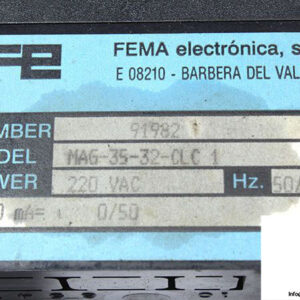 fe
FEMA electrónica, s
E 08210 - BARBERA DEL VAL
MBER 91982
DEL MAG-35-32-CLC 1
WER 220 VAC Hz. 50/
0/50